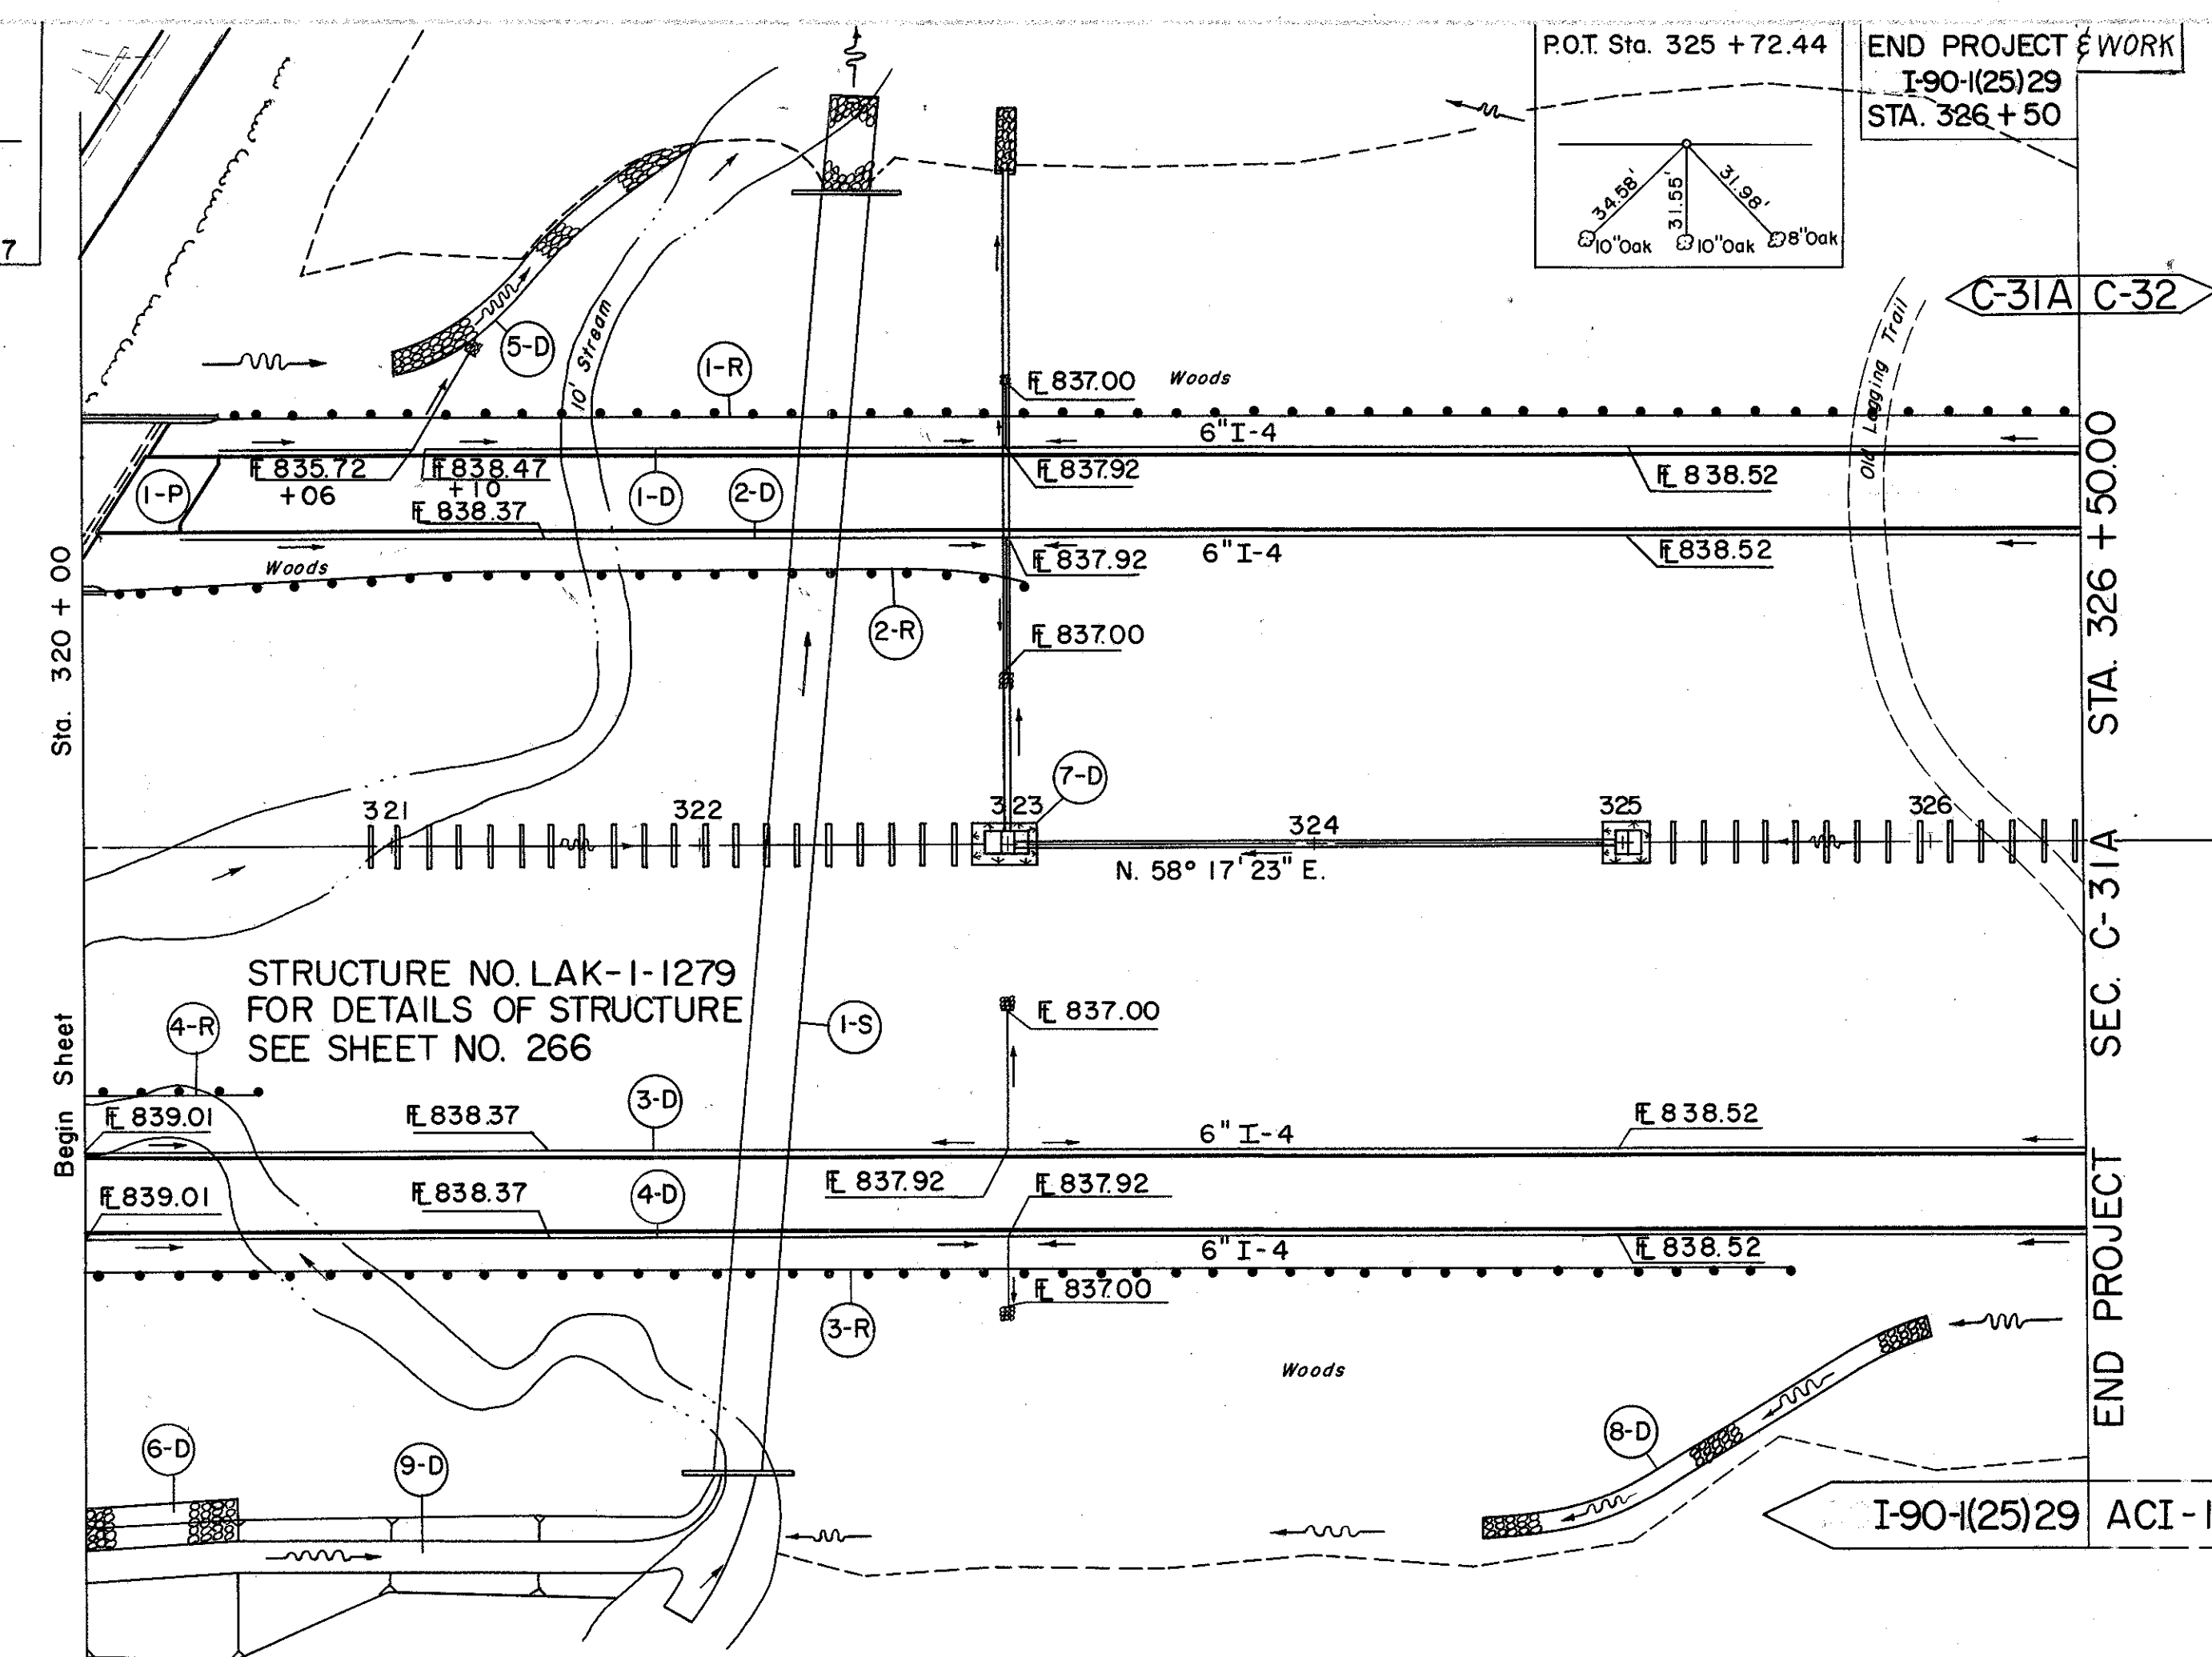 P.O.T. Sta. 325 + 72.44
34.58'
31.55'
31.98'
10"Oak
10"Oak
8"Oak
END PROJECT & WORK
I-90-1(25)29
STA. 326 + 50
7
C-31A
C-32
5-D
10' Stream
1-R
FL 837.00
Woods
Old Logging Trail
6" I-4
FL 835.72
+06
FL 838.47
+10
1-P
1-D
2-D
FL 837.92
FL 838.52
FL 838.37
6" I-4
FL 837.92
FL 838.52
Woods
2-R
FL 837.00
Sta. 320 + 00
Begin Sheet
7-D
321
322
323
324
325
326
N. 58° 17' 23" E.
STRUCTURE NO. LAK-1-1279
FOR DETAILS OF STRUCTURE
SEE SHEET NO. 266
4-R
1-S
FL 837.00
3-D
FL 839.01
FL 838.37
6" I-4
FL 838.52
FL 839.01
FL 838.37
4-D
FL 837.92
FL 837.92
6" I-4
FL 838.52
3-R
FL 837.00
Woods
6-D
9-D
8-D
END PROJECT SEC. C-31A STA. 326 + 50.00
I-90-1(25)29
ACI-1